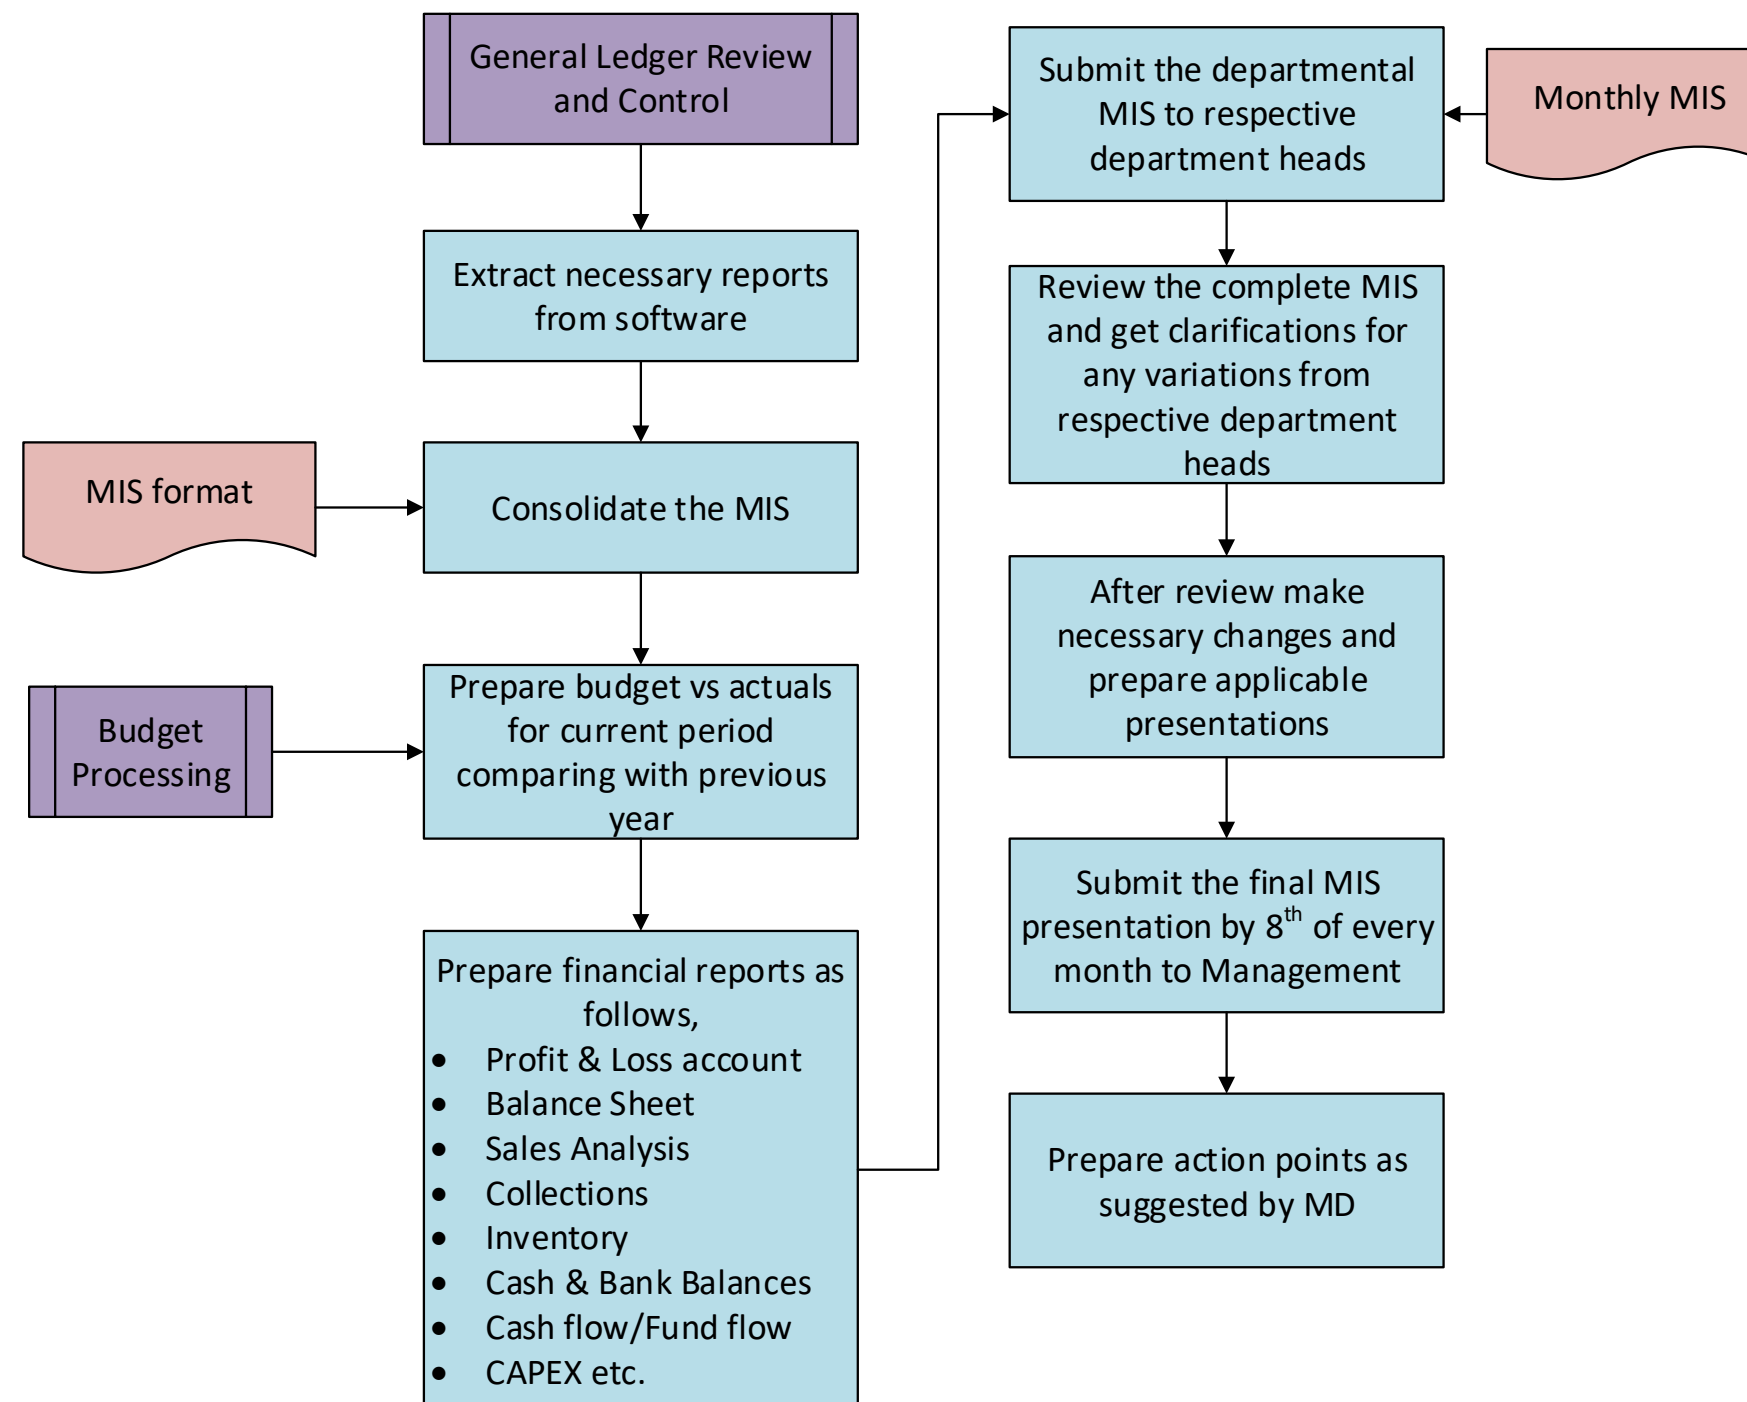 General Ledger Review
and Control
Extract necessary reports
from software
MIS format
Consolidate the MIS
Budget
Processing
Prepare budget vs actuals
for current period
comparing with previous
year
Prepare financial reports as
follows,
• Profit & Loss account
• Balance Sheet
• Sales Analysis
• Collections
• Inventory
• Cash & Bank Balances
• Cash flow/Fund flow
• CAPEX etc.
Submit the departmental
MIS to respective
department heads
Monthly MIS
Review the complete MIS
and get clarifications for
any variations from
respective department
heads
After review make
necessary changes and
prepare applicable
presentations
Submit the final MIS
presentation by 8th of every
month to Management
Prepare action points as
suggested by MD